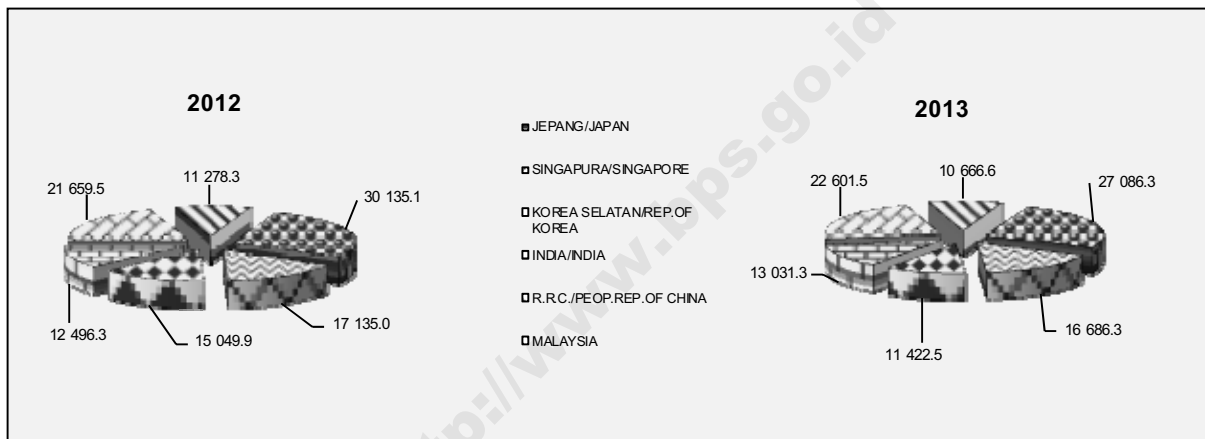 2012
21 659.5
11 278.3
30 135.1
12 496.3
15 049.9
17 135.0
JEPANG/JAPAN
SINGAPURA/SINGAPORE
KOREA SELATAN/REP.OF
KOREA
INDIA/INDIA
R.R.C./PEOP.REP.OF CHINA
MALAYSIA
2013
22 601.5
10 666.6
27 086.3
13 031.3
11 422.5
16 686.3
tp://www.bps.go.id